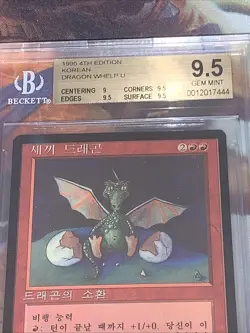 1995 4TH EDITION
KOREAN
DRAGON WHELP U
CENTERING 9 CORNERS 9.5
EDGES 9.5 SURFACE 9.5
9.5
GEM MINT
0012017444
B
BECKETT
새끼 드래곤 2
드래곤의 소환
비행 능력
: 턴이 끝날 때까지 +1/+0. 당신이 이